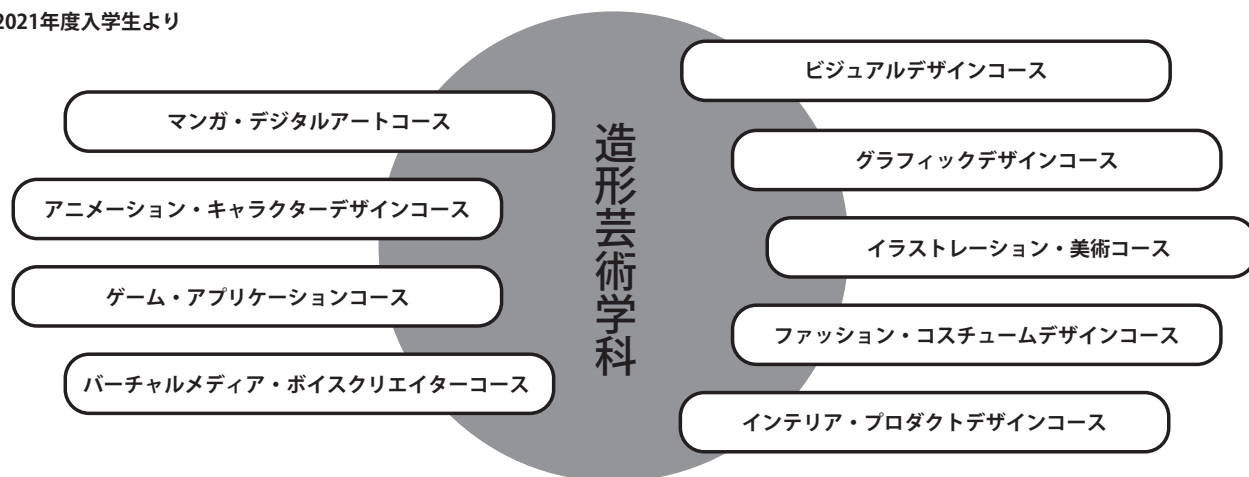 2021年度入学生より
マンガ・デジタルアートコース
アニメーション・キャラクターデザインコース
ゲーム・アプリケーションコース
バーチャルメディア・ボイスクリエイターコース
造形芸術学科
ビジュアルデザインコース
グラフィックデザインコース
イラストレーション・美術コース
ファッション・コスチュームデザインコース
インテリア・プロダクトデザインコース